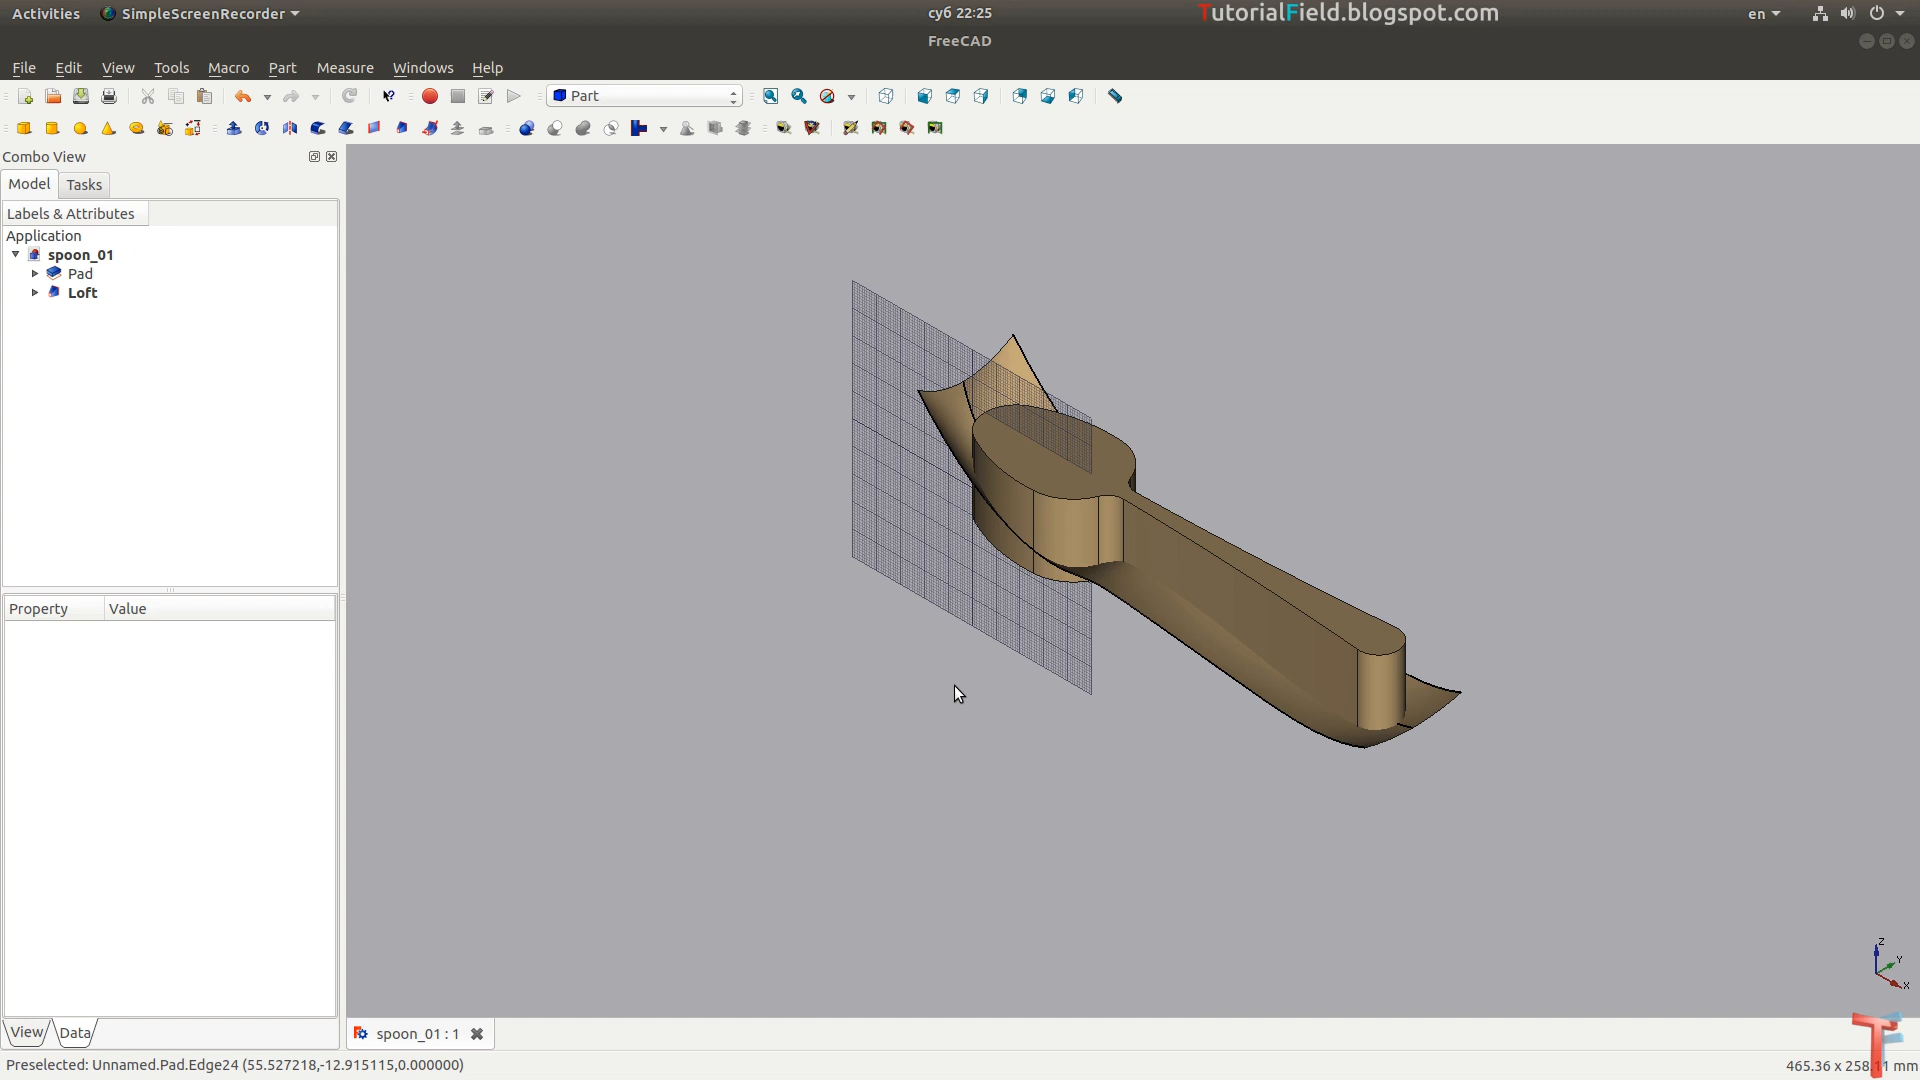 Activities SimpleScreenRecorder суб 22:25 TutorialField.blogspot.com en
FreeCAD
File Edit View Tools Macro Part Measure Windows Help
Part
Combo View
Model Tasks
Labels & Attributes
Application
spoon_01
Pad
Loft
Property Value
View Data
spoon_01 : 1
Preselected: Unnamed.Pad.Edge24 (55.527218,-12.915115,0.000000)
465.36 x 258.11 mm
Z
Y
X